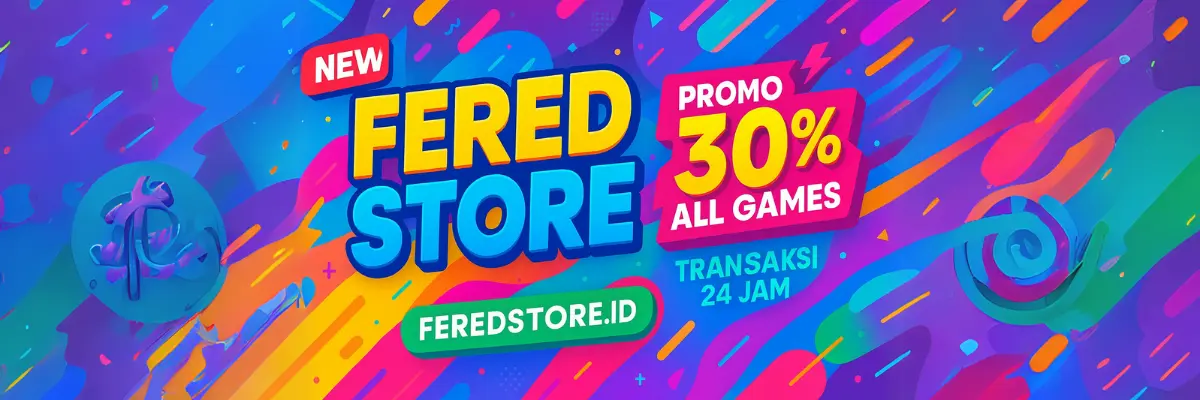 NEW
FERED
STORE
PROMO
30%
ALL GAMES
TRANSAKSI
24 JAM
FEREDSTORE.ID